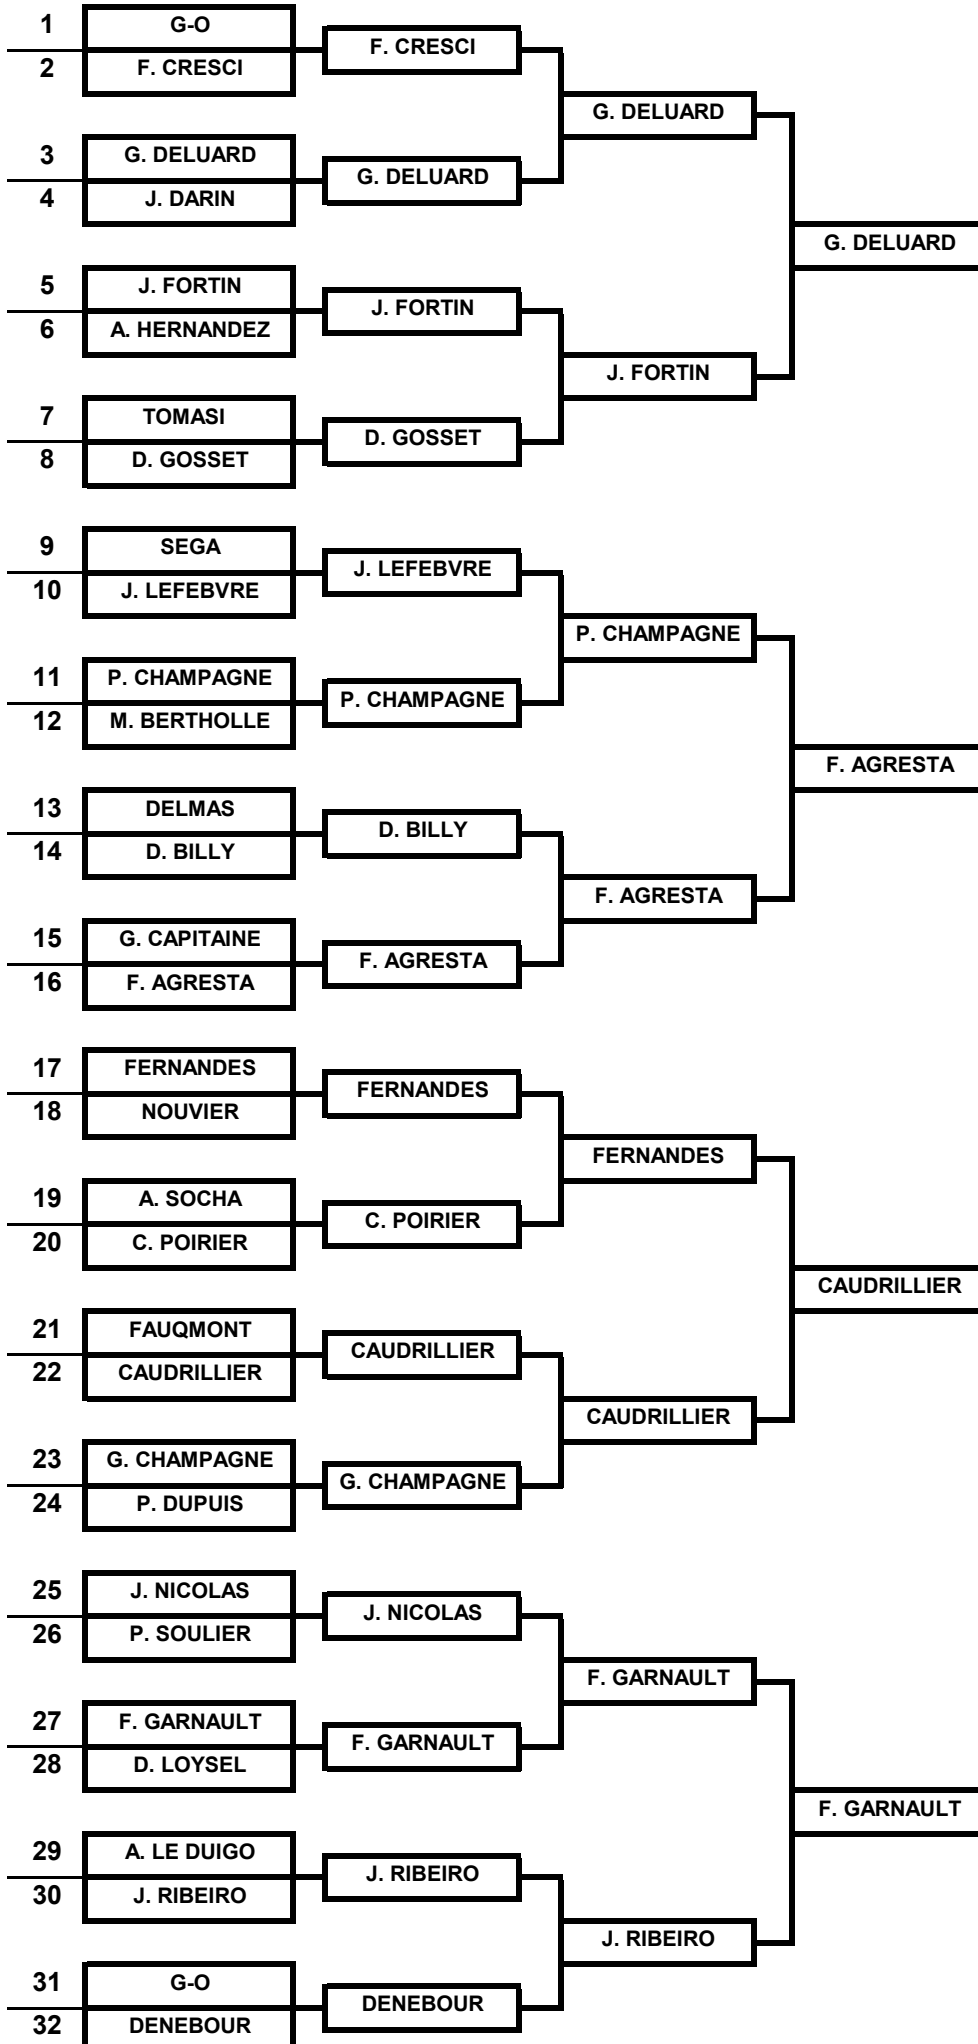 1 G-O
2 F. CRESCI
F. CRESCI
3 G. DELUARD
4 J. DARIN
G. DELUARD
G. DELUARD
5 J. FORTIN
6 A. HERNANDEZ
J. FORTIN
7 TOMASI
8 D. GOSSET
D. GOSSET
J. FORTIN
G. DELUARD
9 SEGA
10 J. LEFEBVRE
J. LEFEBVRE
11 P. CHAMPAGNE
12 M. BERTHOLLE
P. CHAMPAGNE
P. CHAMPAGNE
13 DELMAS
14 D. BILLY
D. BILLY
15 G. CAPITAINE
16 F. AGRESTA
F. AGRESTA
F. AGRESTA
F. AGRESTA
17 FERNANDES
18 NOUVIER
FERNANDES
19 A. SOCHA
20 C. POIRIER
C. POIRIER
FERNANDES
21 FAUQMONT
22 CAUDRILLIER
CAUDRILLIER
23 G. CHAMPAGNE
24 P. DUPUIS
G. CHAMPAGNE
CAUDRILLIER
CAUDRILLIER
25 J. NICOLAS
26 P. SOULIER
J. NICOLAS
27 F. GARNAULT
28 D. LOYSEL
F. GARNAULT
F. GARNAULT
29 A. LE DUIGO
30 J. RIBEIRO
J. RIBEIRO
31 G-O
32 DENEBOUR
DENEBOUR
J. RIBEIRO
F. GARNAULT